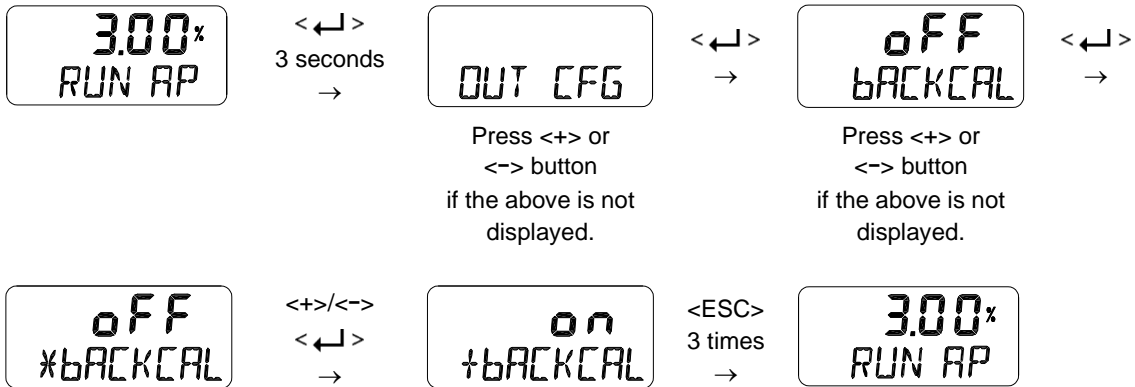 3.00% < ↵ > < ↵ > oFF < ↵ >
RUN AP 3 seconds → OUT CFG → bACKCAL →
Press <+> or
<-> button
if the above is not
displayed.
Press <+> or
<-> button
if the above is not
displayed.
oFF <+>/<-> on <ESC> 3.00%
*bACKCAL < ↵ > → +bACKCAL 3 times → RUN AP